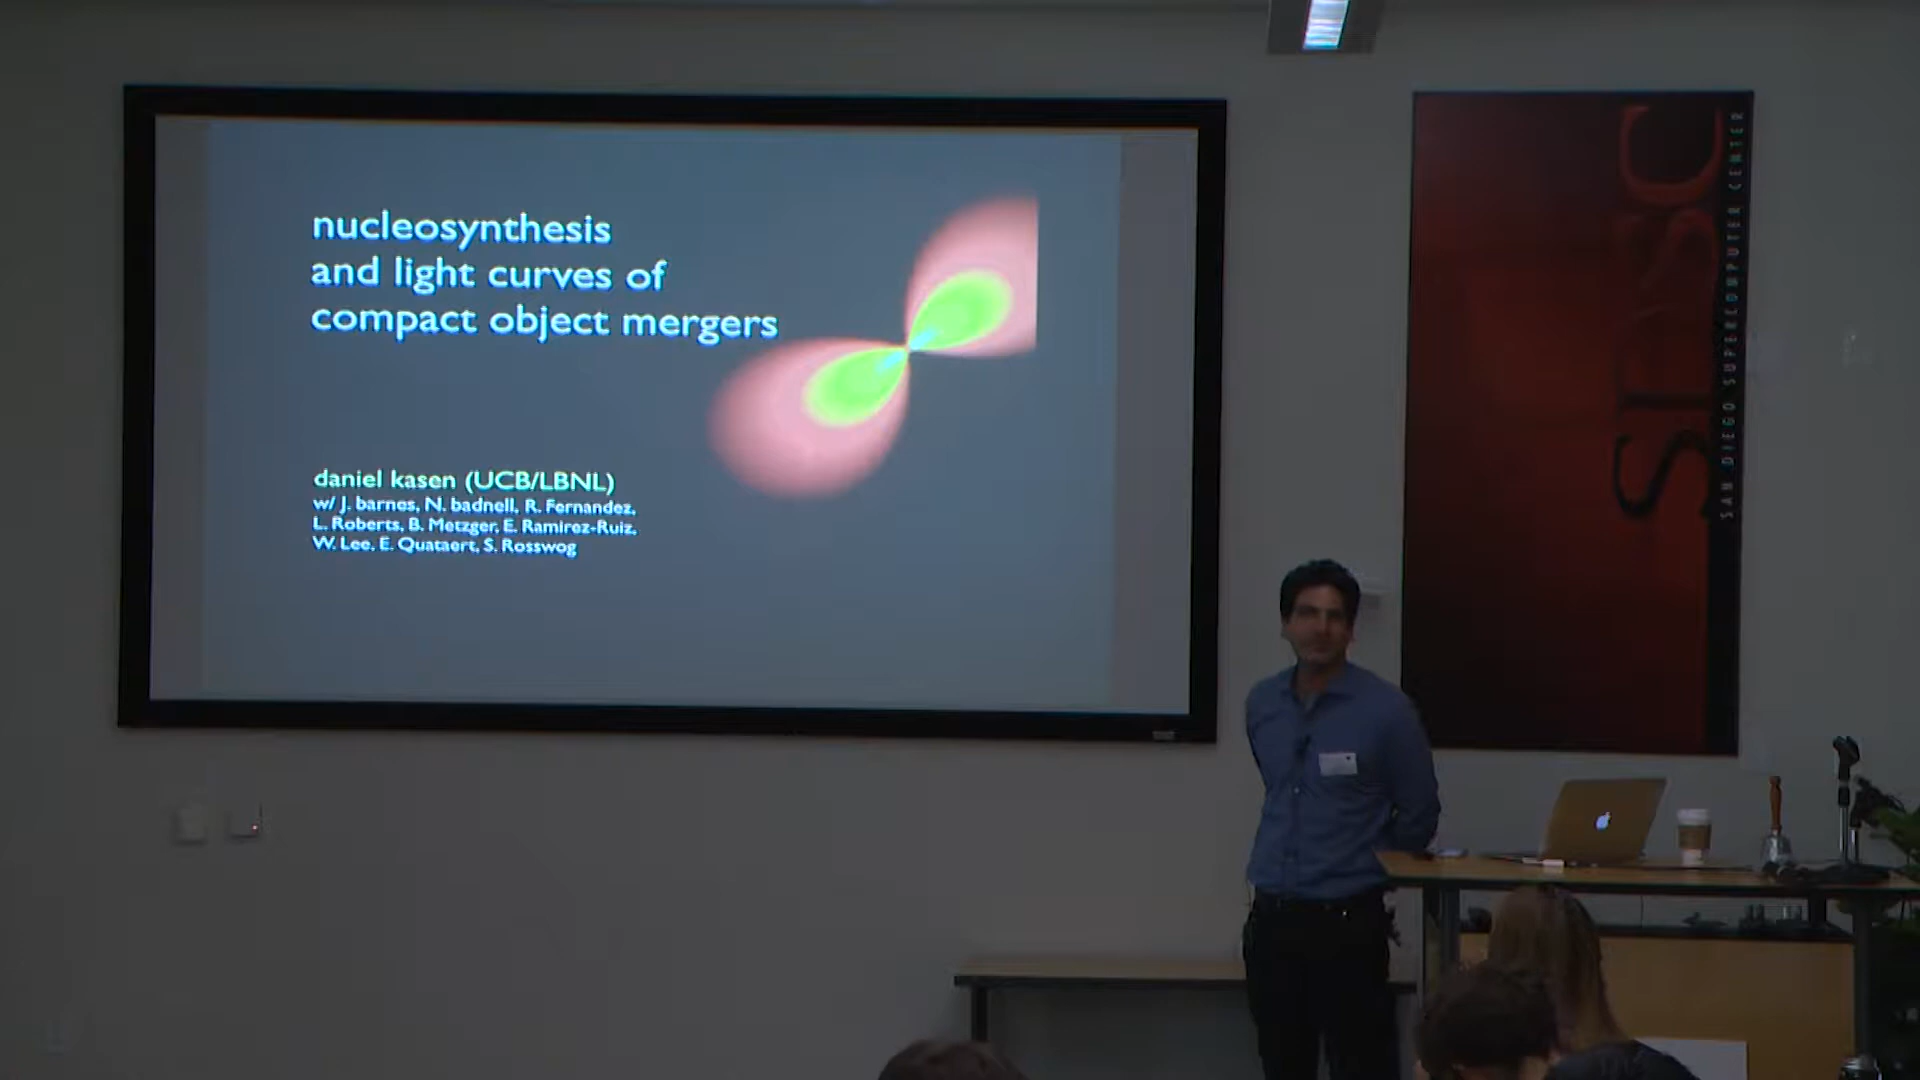 nucleosynthesis
and light curves of
compact object mergers
daniel kasen (UCB/LBNL)
w/ J. barnes, N. badnell, R. Fernandez,
L. Roberts, B. Metzger, E. Ramirez-Ruiz,
W. Lee, E. Quataert, S. Rosswog
SDSC
SAN DIEGO SUPERCOMPUTER CENTER